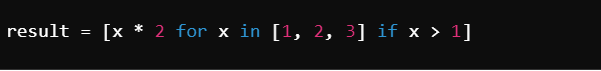 result = [x * 2 for x in [1, 2, 3] if x > 1]